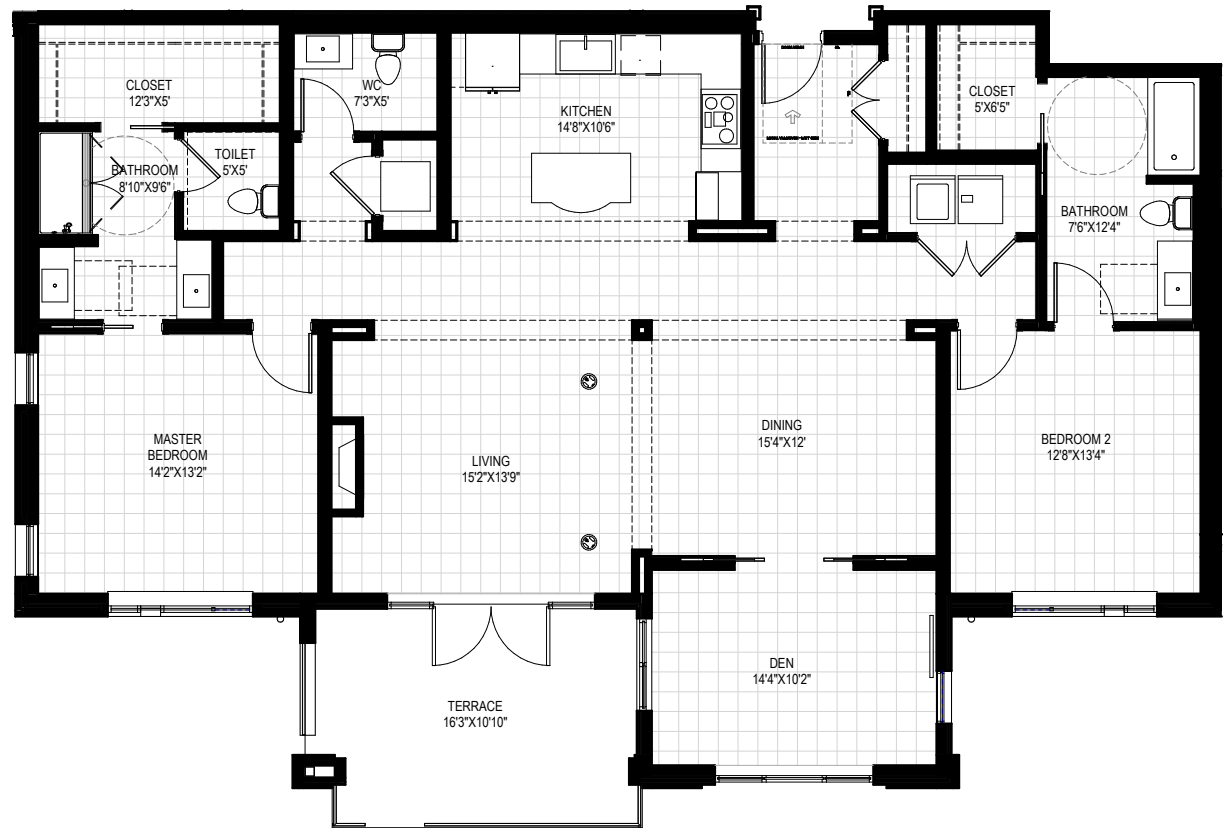 CLOSET
12'3"X5'
WC
7'3"X5'
KITCHEN
14'8"X10'6"
CLOSET
5'X6'5"
TOILET
5'X5'
BATHROOM
8'10"X9'6"
BATHROOM
7'6"X12'4"
MASTER
BEDROOM
14'2"X13'2"
LIVING
15'2"X13'9"
DINING
15'4"X12'
BEDROOM 2
12'8"X13'4"
DEN
14'4"X10'2"
TERRACE
16'3"X10'10"